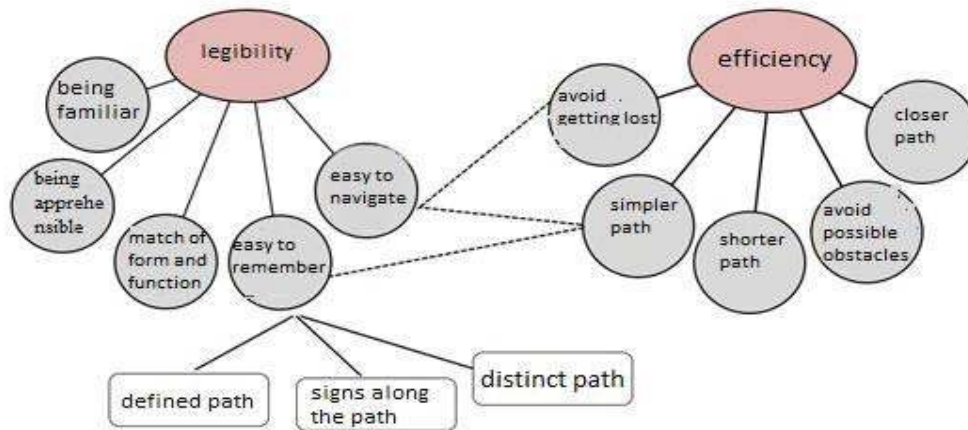 legibility
being
familiar
being
apprehe
nsible
match of
form and
function
easy to
remember
easy to
navigate
defined path
signs along
the path
distinct path
efficiency
avoid
getting lost
simpler
path
shorter
path
avoid
possible
obstacles
closer
path